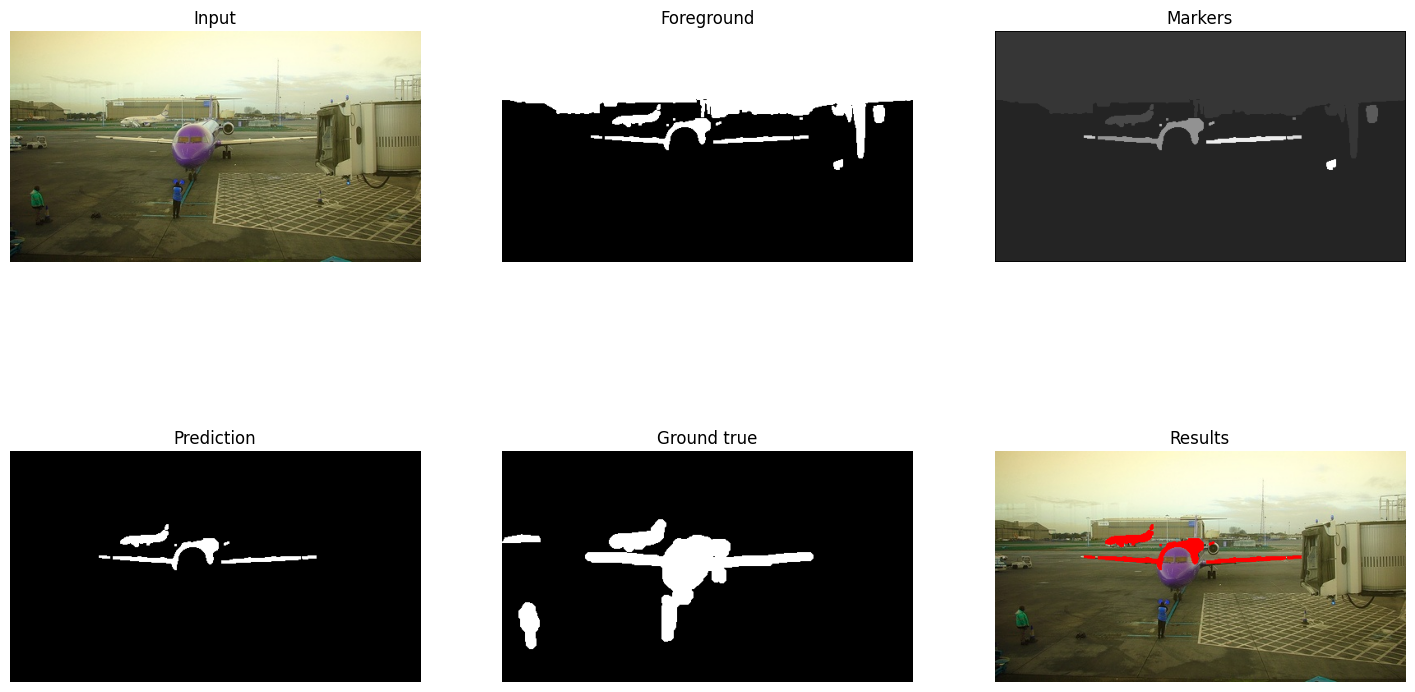 Input
Foreground
Markers
Prediction
Ground true
Results